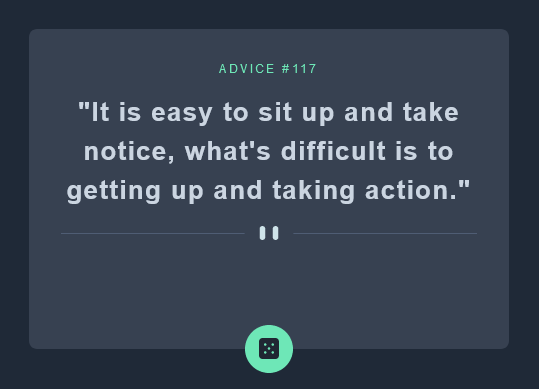 ADVICE #117
"It is easy to sit up and take
notice, what's difficult is to
getting up and taking action."